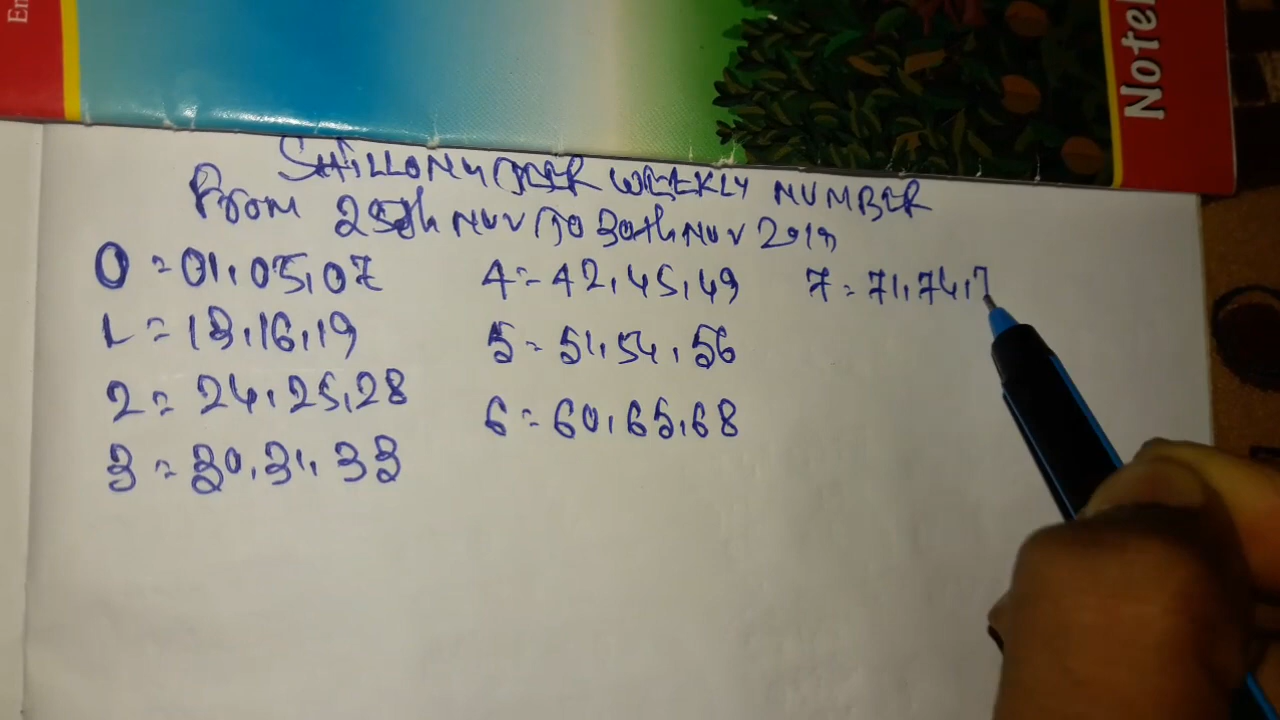 En
Note
SHILLONG TEER WEEKLY NUMBER
From 25th NOV TO 30th NOV 2019
0 = 01,05,07
1 = 13,16,19
2 = 24,25,28
3 = 30,31,33
4 = 42,45,49
5 = 51,54,56
6 = 60,65,68
7 = 71,74,7